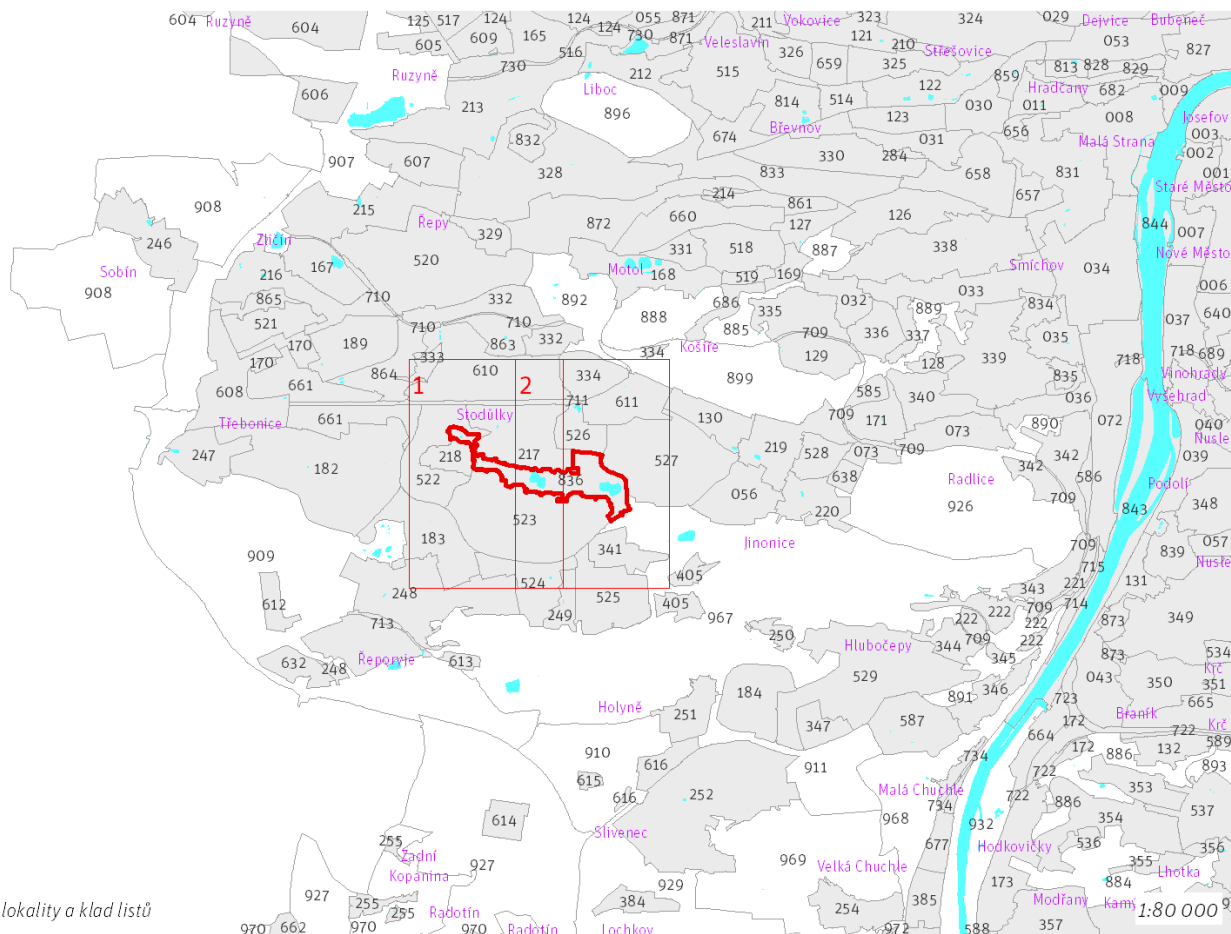 604 Ruzyně 125 517 124 124 055 871 211 Vokovice 323 324 029 Dejvice Bubeneč
604 605 609 165 124 730 871 Veleslavín 121 210 Střešovice 053 827
516 326 659 325 859 813 828 829
Ruzyně 730 212 515 122 Hradčany 682 009
606 213 Liboc 896 814 514 030 011 008 Josefov
832 674 Břevnov 123 656 Malá Strana 003
907 607 328 330 284 031 002
833 658 831 001
908 215 214 861 657 Staré Město
246 Zličín Řepy 329 872 660 127 126 844 007
Sobín 216 167 520 331 518 887 338 Nové Město
908 Motol 168 519 169 Smíchov 034 006
865 710 332 892 686 335 032 889 033 834 037 640
521 170 189 710 710 888 885 709 336 337 035
170 333 863 332 334 Košíře 129 128 339 718 718 689
608 661 864 1 610 2 334 899 585 340 835 Vinohrady
661 711 611 709 036 Vyšehrad
Třebonice Stodůlky 130 171 072 040
247 526 219 528 073 709 073 890 Nusle
182 218 217 527 342 342 039
522 836 056 638 Radlice 586 Podolí
523 220 926 709 843 348
183 Jinonice 057
909 341 709 839 Nusle
524 405 715 131
612 248 249 525 405 343 221 714
713 967 222 222 709 873 349
250 Hlubočepy 709 222 222 534
632 248 Řeporyje 613 344 345 873 Krč
529 043 350 351
184 891 346 723 665
Holyně 251 347 587 172 Braník 722 Krč
664 172 886 132 589
910 616 911 734 722 893
615 252 Malá Chuchle 353
616 734 722 886 537
614 Slivenec 968 932 354
255 677 Hodkovičky 536 356
Zadní 927 969 Velká Chuchle 355 Lhotka
Kopanina 929 173 884
927 255 255 384 254 385 Modřany Kamý
lokality a klad listů 1:80 000
970 662 970 Radotín 970 Radotín Lochkov 972 588 357